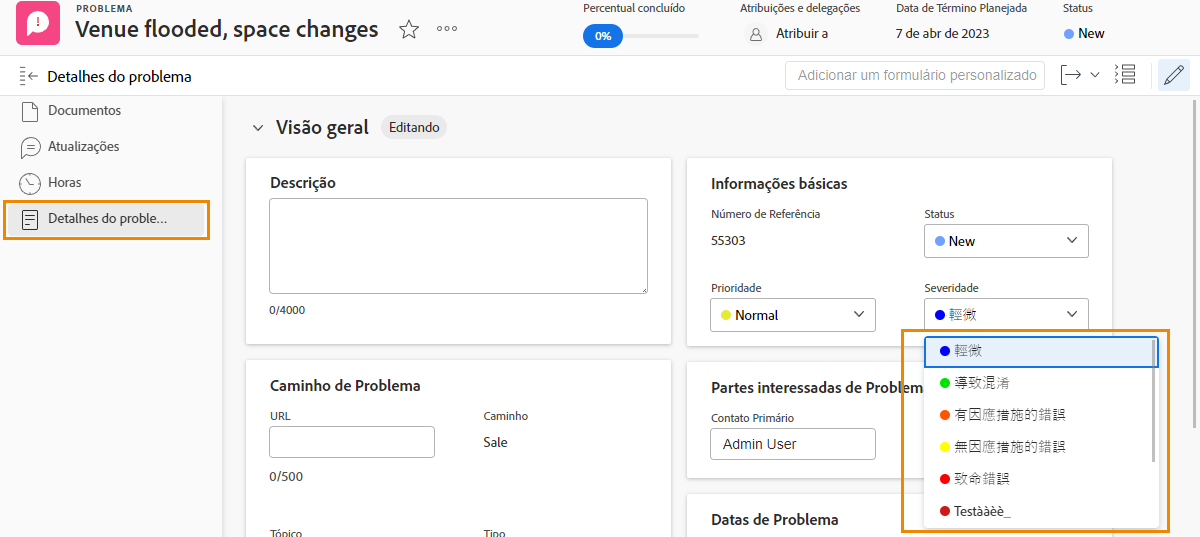 PROBLEMA
Venue flooded, space changes
Percentual concluído
0%
Atribuições e delegações
Atribuir a
Data de Término Planejada
7 de abr de 2023
Status
New
Detalhes do problema
Adicionar um formulário personalizado
Documentos
Atualizações
Horas
Detalhes do proble...
Visão geral
Editando
Descrição
0/4000
Informações básicas
Número de Referência
55303
Status
New
Prioridade
Normal
Severidade
輕微
輕微
導致混淆
有因應措施的錯誤
無因應措施的錯誤
致命錯誤
Testààèè_
Caminho de Problema
URL
0/500
Caminho
Sale
Tópico
Tipo
Partes interessadas de Problem
Contato Primário
Admin User
Datas de Problema